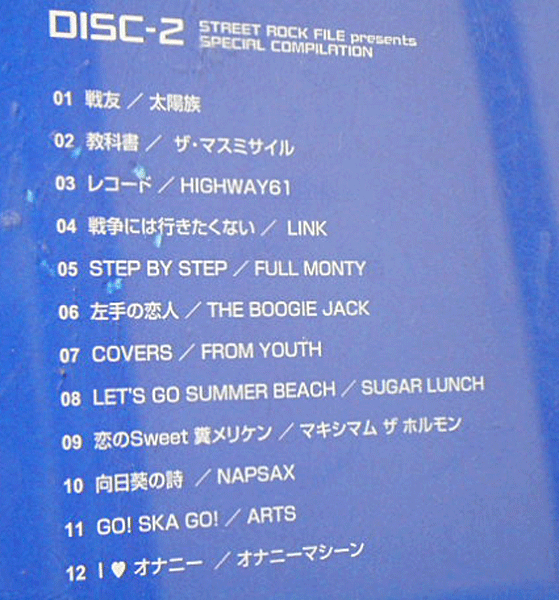 DISC-2 STREET ROCK FILE presents
SPECIAL COMPILATION
01 戦友 ／ 太陽族
02 教科書 ／ ザ・マスミサイル
03 レコード ／ HIGHWAY61
04 戦争には行きたくない ／ LINK
05 STEP BY STEP ／ FULL MONTY
06 左手の恋人 ／ THE BOOGIE JACK
07 COVERS ／ FROM YOUTH
08 LET'S GO SUMMER BEACH ／ SUGAR LUNCH
09 恋のSweet 糞メリケン ／ マキシマム ザ ホルモン
10 向日葵の詩 ／ NAPSAX
11 GO! SKA GO! ／ ARTS
12 I ♥ オナニー ／ オナニーマシーン